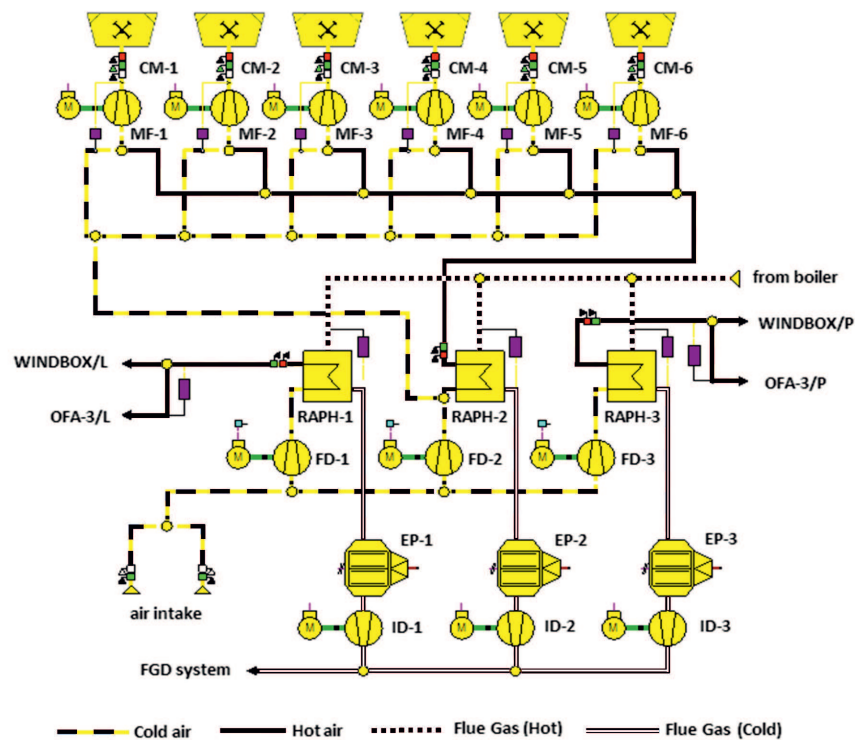 CM-1 CM-2 CM-3 CM-4 CM-5 CM-6
M M M M M M
MF-1 MF-2 MF-3 MF-4 MF-5 MF-6
from boiler
WINDBOX/P
WINDBOX/L
OFA-3/P
RAPH-1 RAPH-2 RAPH-3
OFA-3/L
M FD-1 M FD-2 M FD-3
EP-1 EP-2 EP-3
air intake
M ID-1 M ID-2 M ID-3
FGD system
Cold air Hot air Flue Gas (Hot) Flue Gas (Cold)